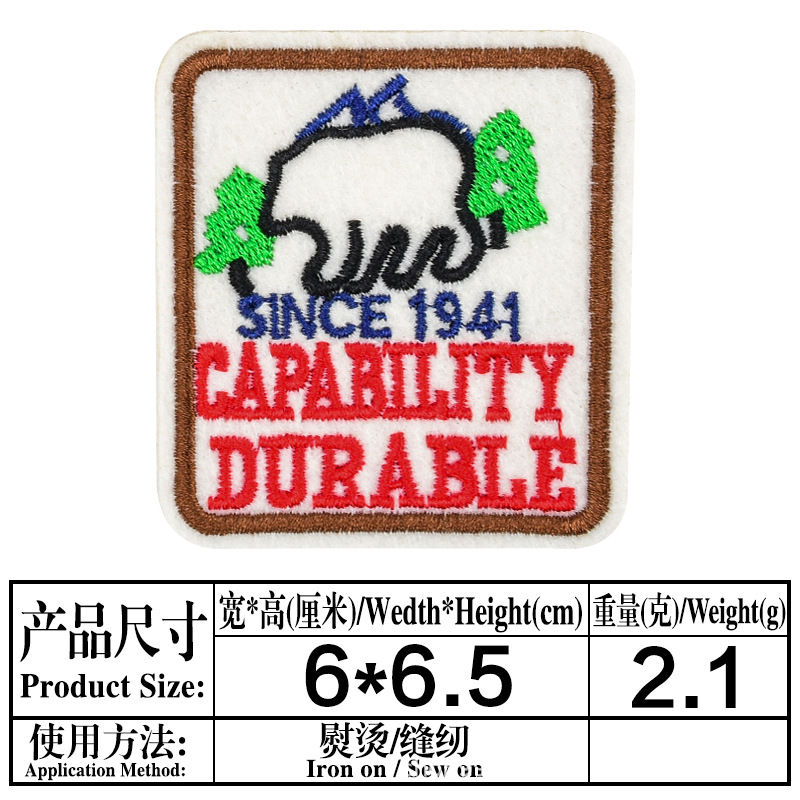 SINCE 1941
CAPABILITY
DURABLE
产品尺寸
Product Size:
宽*高(厘米)/Wedth*Height(cm)
重量(克)/Weight(g)
6*6.5
2.1
使用方法:
Application Method:
熨烫/缝纫
Iron on / Sew on